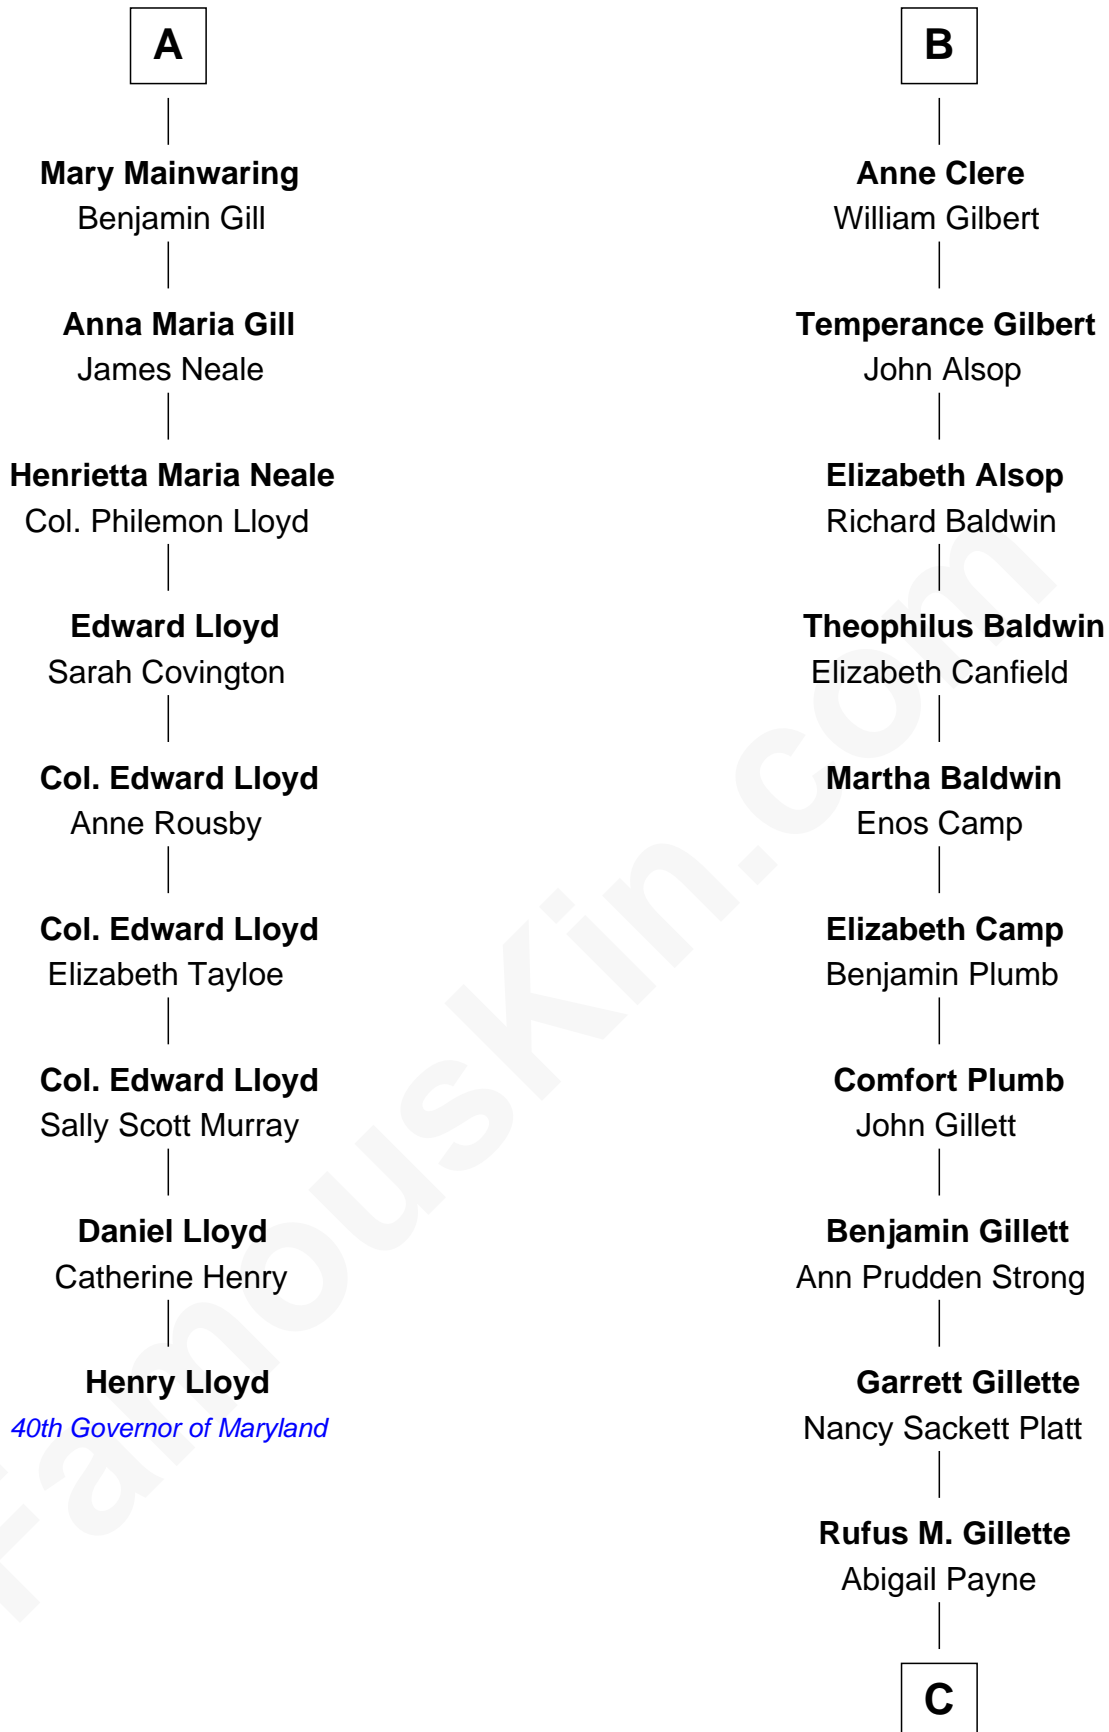 A
Mary Mainwaring
Benjamin Gill
Anna Maria Gill
James Neale
Henrietta Maria Neale
Col. Philemon Lloyd
Edward Lloyd
Sarah Covington
Col. Edward Lloyd
Anne Rousby
Col. Edward Lloyd
Elizabeth Tayloe
Col. Edward Lloyd
Sally Scott Murray
Daniel Lloyd
Catherine Henry
Henry Lloyd
40th Governor of Maryland
B
Anne Clere
William Gilbert
Temperance Gilbert
John Alsop
Elizabeth Alsop
Richard Baldwin
Theophilus Baldwin
Elizabeth Canfield
Martha Baldwin
Enos Camp
Elizabeth Camp
Benjamin Plumb
Comfort Plumb
John Gillett
Benjamin Gillett
Ann Prudden Strong
Garrett Gillette
Nancy Sackett Platt
Rufus M. Gillette
Abigail Payne
C
FamousKin.com